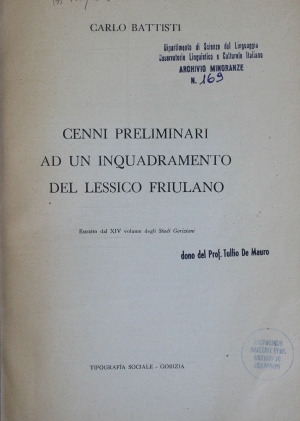 CARLO BATTISTI
Dipartimento di Scienze del Linguaggio
Osservatorio Linguistico e Culturale Italiano
ARCHIVIO MINORANZE
N. 169
CENNI PRELIMINARI
AD UN INQUADRAMENTO
DEL LESSICO FRIULANO
Estratto dal XIV volume degli Studi Goriziani
dono del Prof. Tullio De Mauro
TIPOGRAFIA SOCIALE - GORIZIA